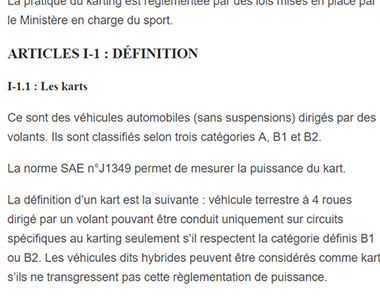 La pratique du karting est réglementée par des lois mises en place par
le Ministère en charge du sport.
ARTICLES I-1 : DÉFINITION
I-1.1 : Les karts
Ce sont des véhicules automobiles (sans suspensions) dirigés par des
volants. Ils sont classifiés selon trois catégories A, B1 et B2.
La norme SAE n°J1349 permet de mesurer la puissance du kart.
La définition d'un kart est la suivante : véhicule terrestre à 4 roues
dirigé par un volant pouvant être conduit uniquement sur circuits
spécifiques au karting seulement s'il respectent la catégorie définis B1
ou B2. Les véhicules dits hybrides peuvent être considérés comme kart
s'ils ne transgressent pas cette règlementation de puissance.